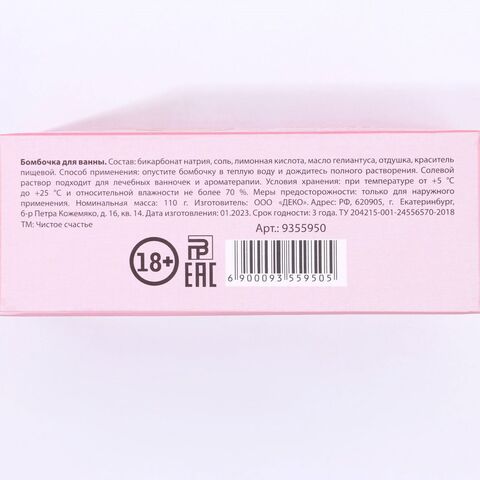 Бомбочка для ванны. Состав: бикарбонат натрия, соль, лимонная кислота, масло гелиантуса, отдушка, краситель
пищевой. Способ применения: опустите бомбочку в теплую воду и дождитесь полного растворения. Солевой
раствор подходит для лечебных ванночек и ароматерапии. Условия хранения: при температуре от +5 °С
до +25 °С и относительной влажности не более 70 %. Меры предосторожности: только для наружного
применения. Номинальная масса: 110 г. Изготовитель: ООО «ДЕКО». Адрес: РФ, 620905, г. Екатеринбург,
б-р Петра Кожемяко, д. 16, кв. 14. Дата изготовления: 01.2023. Срок годности: 3 года. ТУ 204215-001-24556570-2018
ТМ; Чистое счастье
Арт.: 9355950
18+
EAC
6 900093 559505